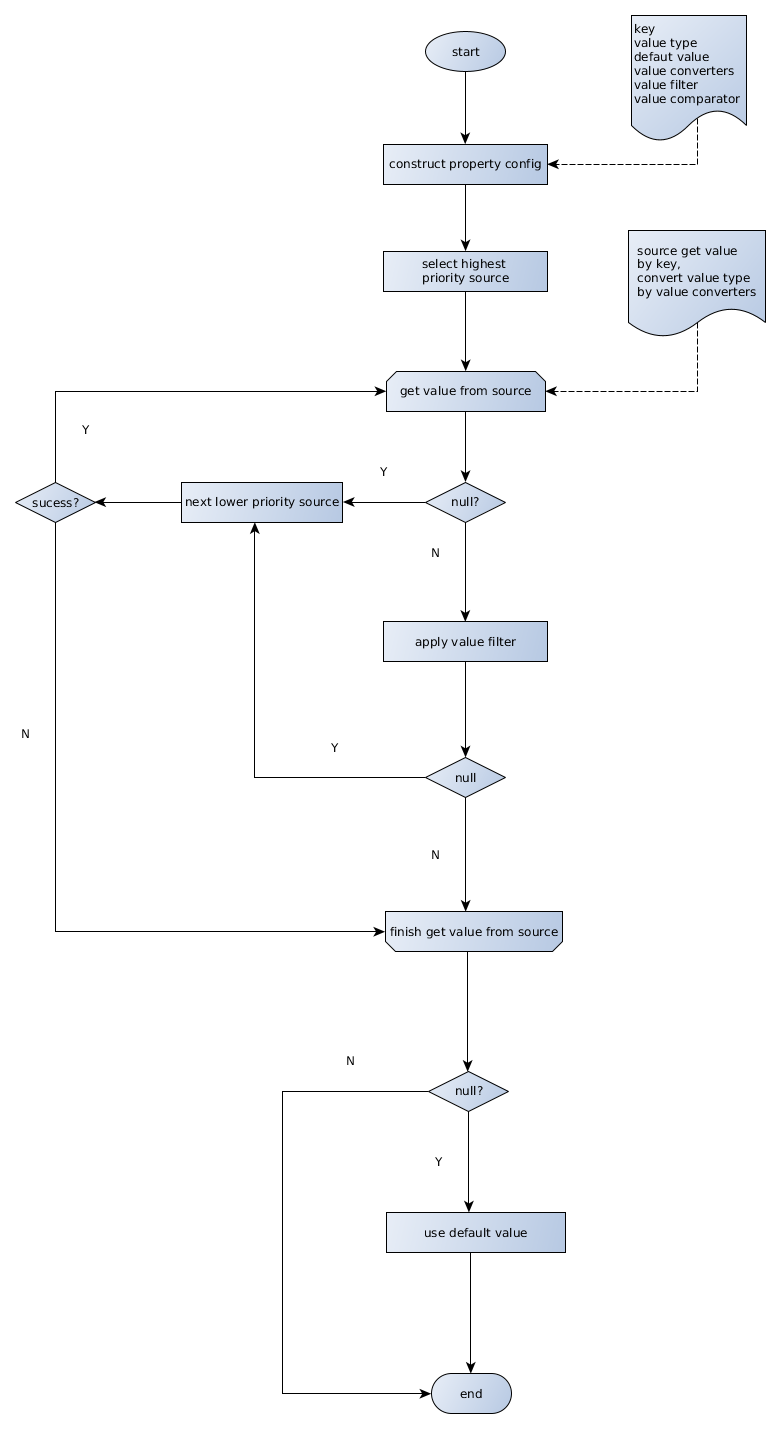 start
key
value type
defaut value
value converters
value filter
value comparator
construct property config
select highest
priority source
source get value
by key,
convert value type
by value converters
get value from source
Y
Y
sucess?
next lower priority source
null?
N
apply value filter
N
Y
null
N
finish get value from source
N
null?
Y
use default value
end